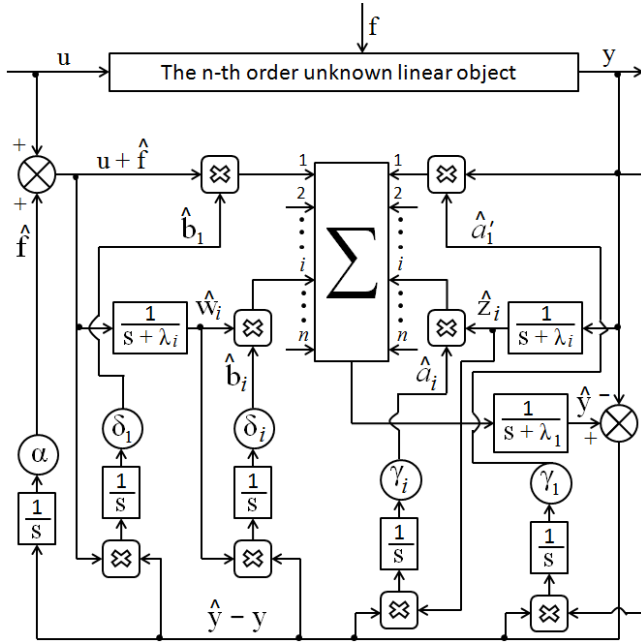 f
u
The n-th order unknown linear object
y
+
u + f̂
+
f̂
1
2
i
n
∑
1
2
i
n
b̂₁
â′₁
1
s + λᵢ
ŵᵢ
b̂ᵢ
âᵢ
ẑᵢ
1
s + λᵢ
1
s + λ₁
ŷ
−
+
α
1
s
δ₁
1
s
δᵢ
1
s
γᵢ
1
s
γ₁
1
s
ŷ − y